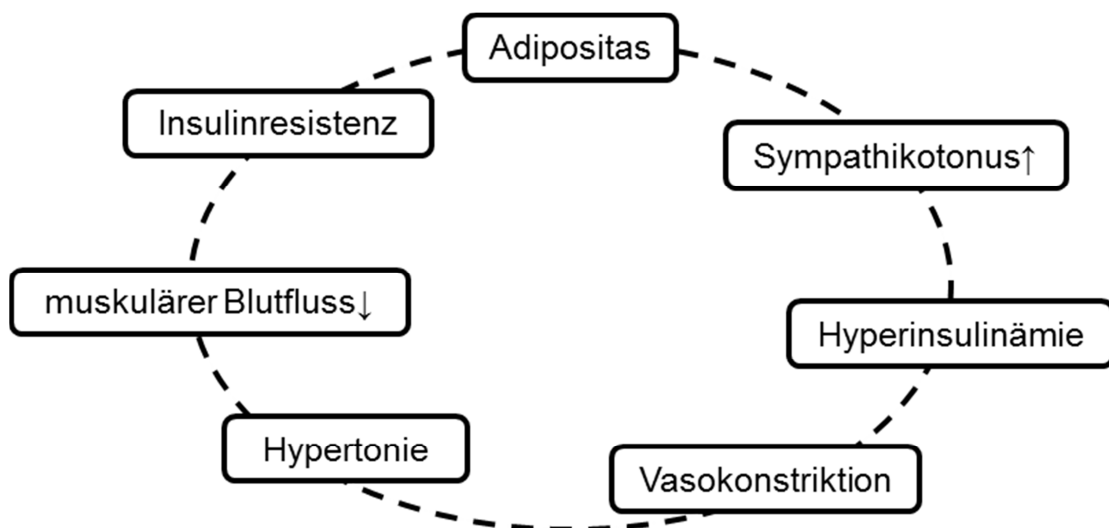 Adipositas
Insulinresistenz
Sympathikotonus↑
muskulärer Blutfluss↓
Hyperinsulinämie
Hypertonie
Vasokonstriktion